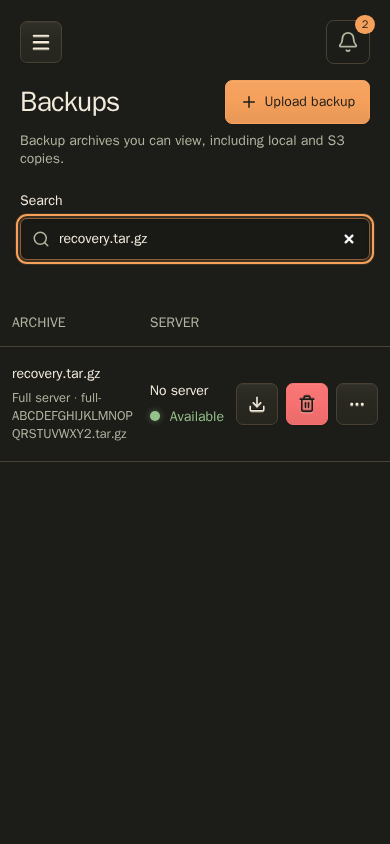 2
Backups
Upload backup
Backup archives you can view, including local and S3
copies.
Search
recovery.tar.gz
ARCHIVE
SERVER
recovery.tar.gz
Full server · full-
ABCDEFGHIJKLMNOP
QRSTUVWXY2.tar.gz
No server
Available